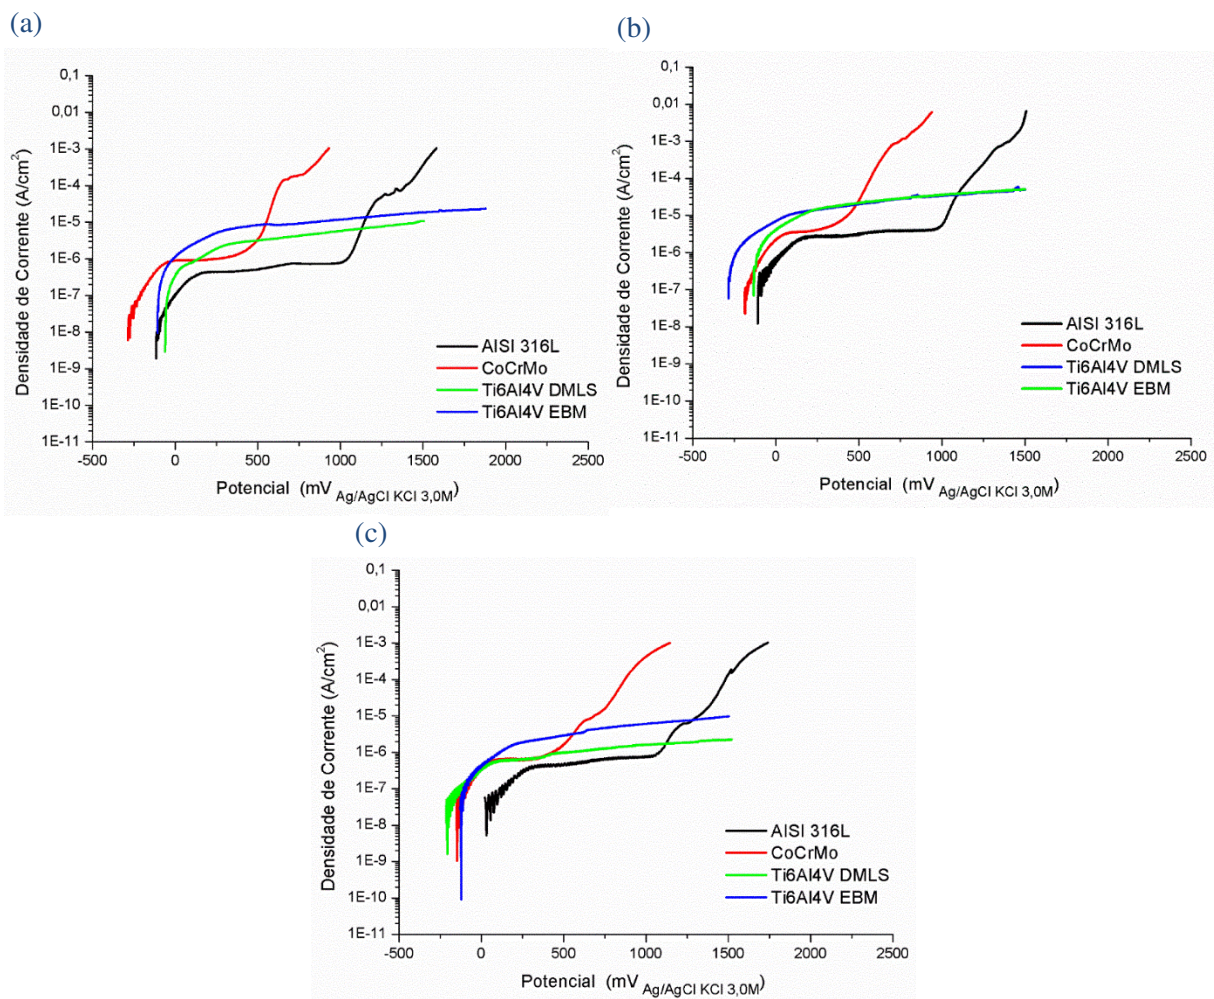 (a)
0,1
0,01
1E-3
1E-4
1E-5
1E-6
1E-7
1E-8
1E-9
1E-10
1E-11
Densidade de Corrente (A/cm²)
AISI 316L
CoCrMo
Ti6Al4V DMLS
Ti6Al4V EBM
-500 0 500 1000 1500 2000 2500
Potencial (mV Ag/AgCl KCl 3,0M)
(b)
0,1
0,01
1E-3
1E-4
1E-5
1E-6
1E-7
1E-8
1E-9
1E-10
1E-11
Densidade de Corrente (A/cm²)
AISI 316L
CoCrMo
Ti6Al4V DMLS
Ti6Al4V EBM
-500 0 500 1000 1500 2000 2500
Potencial (mV Ag/AgCl KCl 3,0M)
(c)
0,1
0,01
1E-3
1E-4
1E-5
1E-6
1E-7
1E-8
1E-9
1E-10
1E-11
Densidade de Corrente (A/cm²)
AISI 316L
CoCrMo
Ti6Al4V DMLS
Ti6Al4V EBM
-500 0 500 1000 1500 2000 2500
Potencial (mV Ag/AgCl KCl 3,0M)